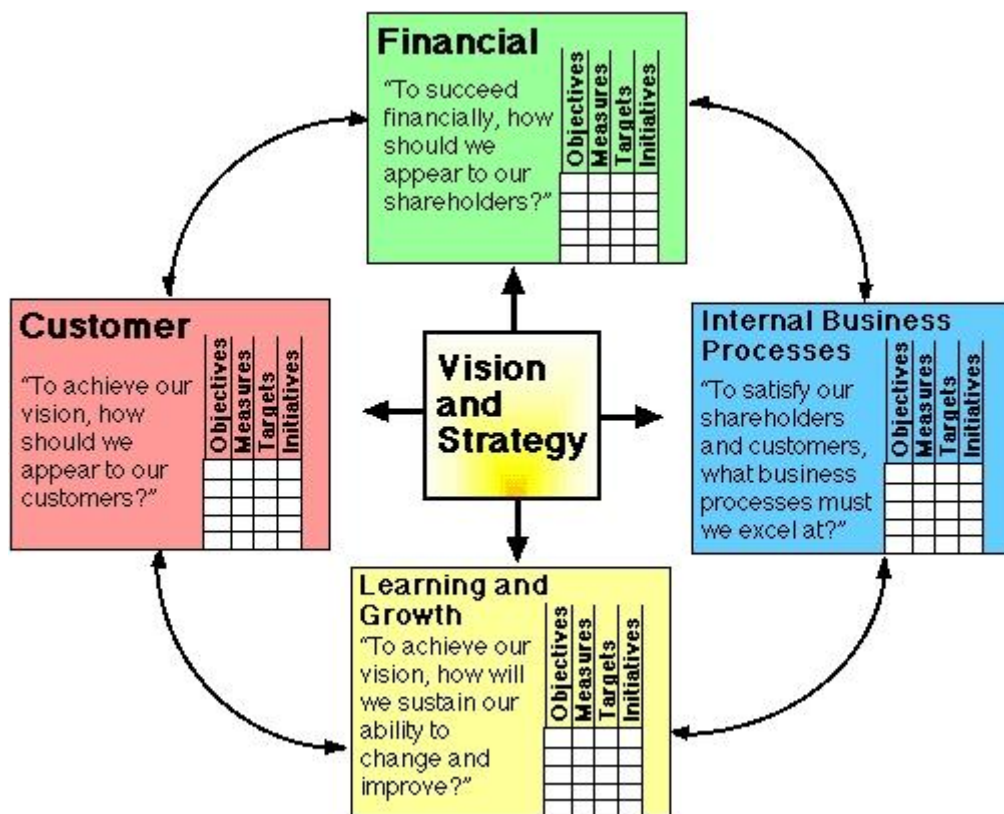 Financial
“To succeed
financially, how
should we
appear to our
shareholders?”
Objectives
Measures
Targets
Initiatives
Customer
“To achieve our
vision, how
should we
appear to our
customers?”
Objectives
Measures
Targets
Initiatives
Vision
and
Strategy
Internal Business
Processes
“To satisfy our
shareholders
and customers,
what business
processes must
we excel at?”
Objectives
Measures
Targets
Initiatives
Learning and
Growth
“To achieve our
vision, how will
we sustain our
ability to
change and
improve?”
Objectives
Measures
Targets
Initiatives